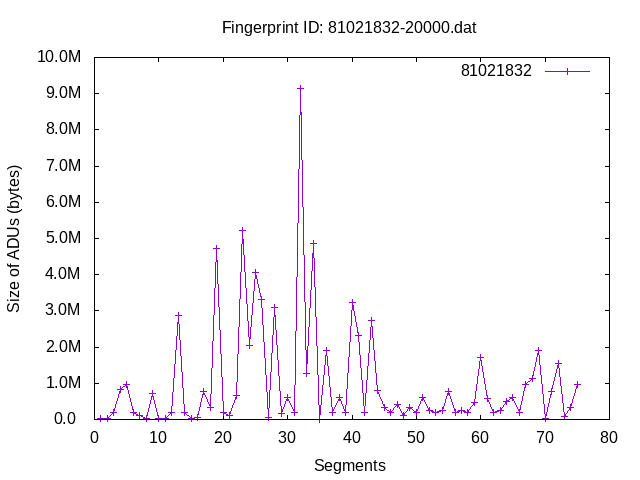 Fingerprint ID: 81021832-20000.dat
81021832
10.0M
9.0M
8.0M
7.0M
6.0M
5.0M
4.0M
3.0M
2.0M
1.0M
0.0
Size of ADUs (bytes)
0 10 20 30 40 50 60 70 80
Segments